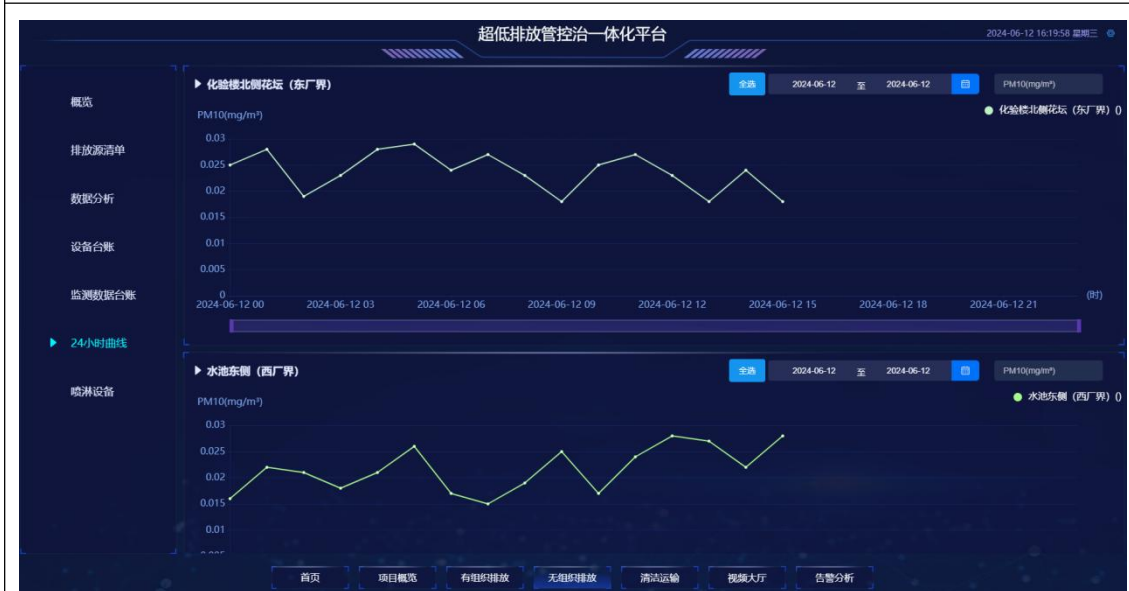 超低排放管控治一体化平台
2024-06-12 16:19:58 星期三
概览
排放源清单
数据分析
设备台账
监测数据台账
24小时曲线
喷淋设备
化验楼北侧花坛（东厂界）
全选 2024-06-12 至 2024-06-12 PM10(mg/m³)
PM10(mg/m³)
化验楼北侧花坛（东厂界）()
0.03
0.025
0.02
0.015
0.01
0.005
0
2024-06-12 00 2024-06-12 03 2024-06-12 06 2024-06-12 09 2024-06-12 12 2024-06-12 15 2024-06-12 18 2024-06-12 21 (时)
水池东侧（西厂界）
全选 2024-06-12 至 2024-06-12 PM10(mg/m³)
PM10(mg/m³)
水池东侧（西厂界）()
0.03
0.025
0.02
0.015
0.01
首页 项目概览 有组织排放 无组织排放 清洁运输 视频大厅 告警分析